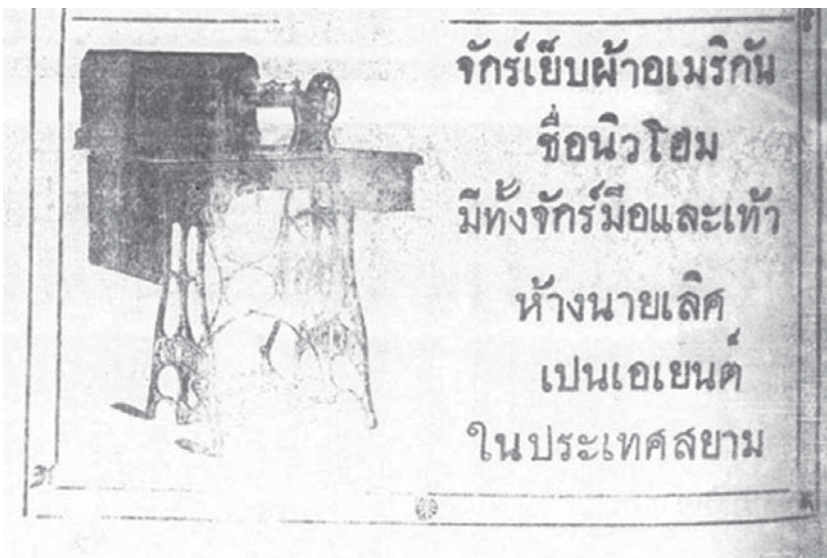 จักร์เย็บผ้าอเมริกัน
ชื่อนิวโฮม
มีทั้งจักร์มือและเท้า
ห้างนายเลิศ
เปนเอเยนต์
ในประเทศสยาม